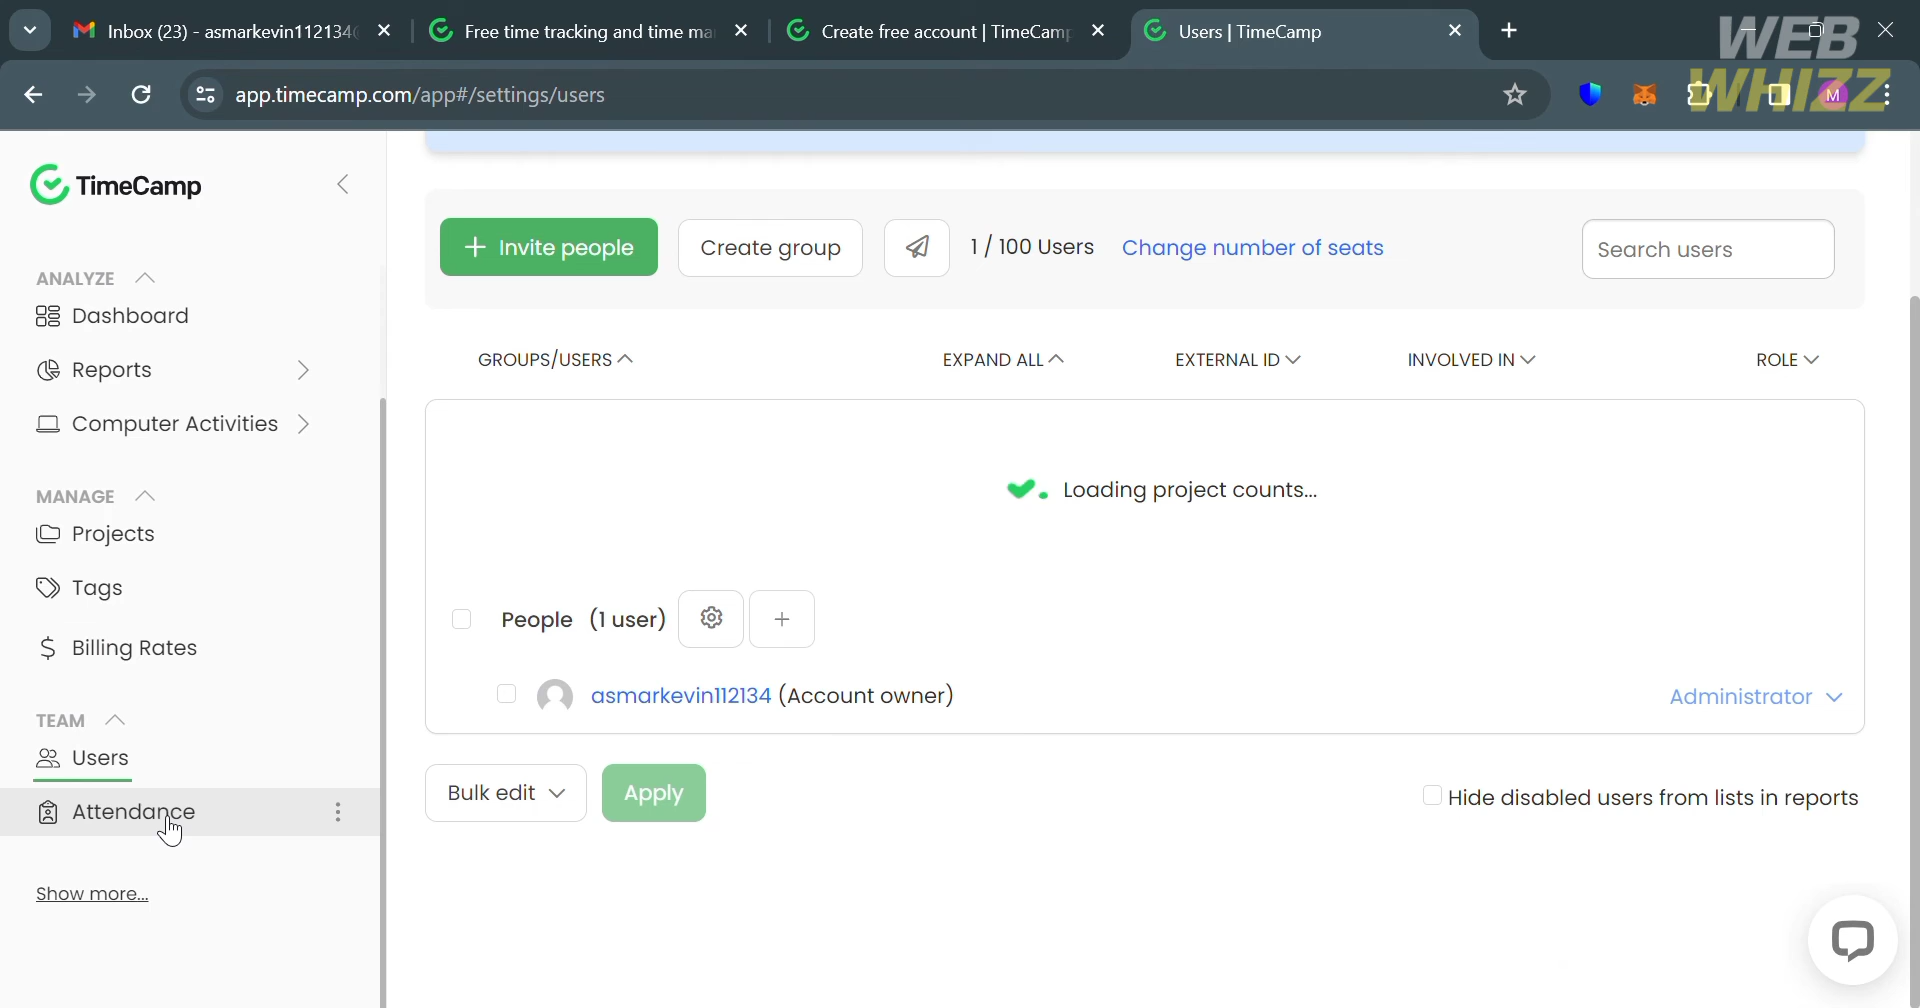 Inbox (23) - asmarkevin112134@
Free time tracking and time ma
Create free account | TimeCamp
Users | TimeCamp
WEB
WHIZZ
app.timecamp.com/app#/settings/users
M
TimeCamp
Invite people
Create group
1 / 100 Users
Change number of seats
Search users
ANALYZE
Dashboard
Reports
Computer Activities
MANAGE
Projects
Tags
Billing Rates
TEAM
Users
Attendance
Show more...
GROUPS/USERS
EXPAND ALL
EXTERNAL ID
INVOLVED IN
ROLE
Loading project counts...
People (1 user)
asmarkevin112134 (Account owner)
Administrator
Bulk edit
Apply
Hide disabled users from lists in reports